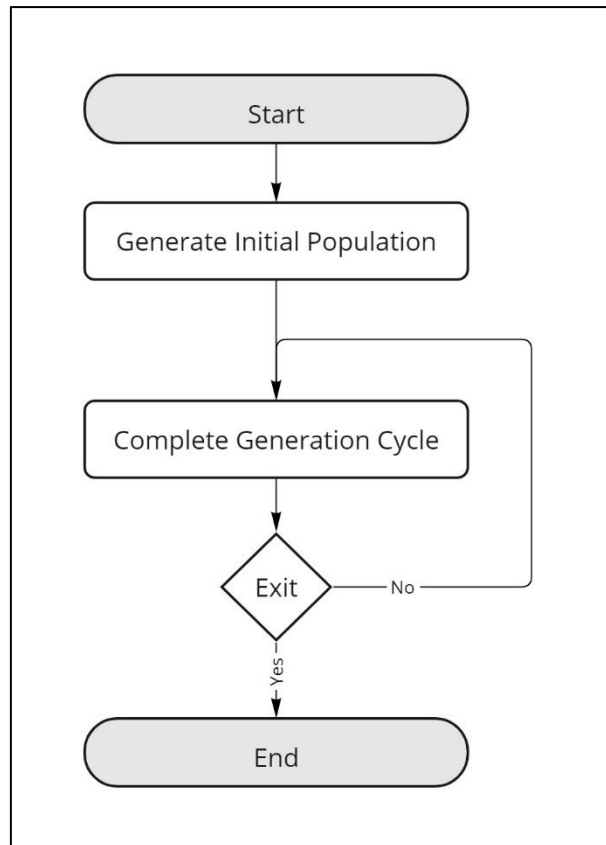 Start
Generate Initial Population
Complete Generation Cycle
Exit
No
Yes
End